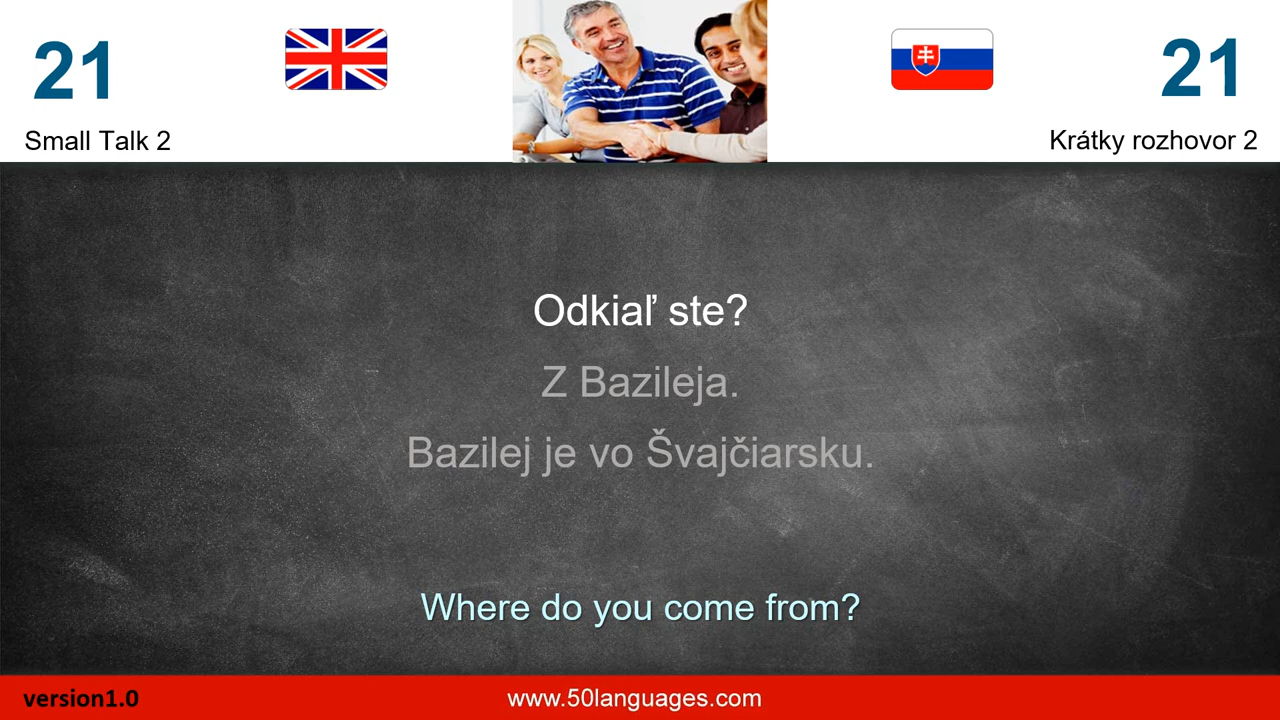 21
21
Small Talk 2
Krátky rozhovor 2
Odkiaľ ste?
Z Bazileja.
Bazilej je vo Švajčiarsku.
Where do you come from?
version1.0
www.50languages.com